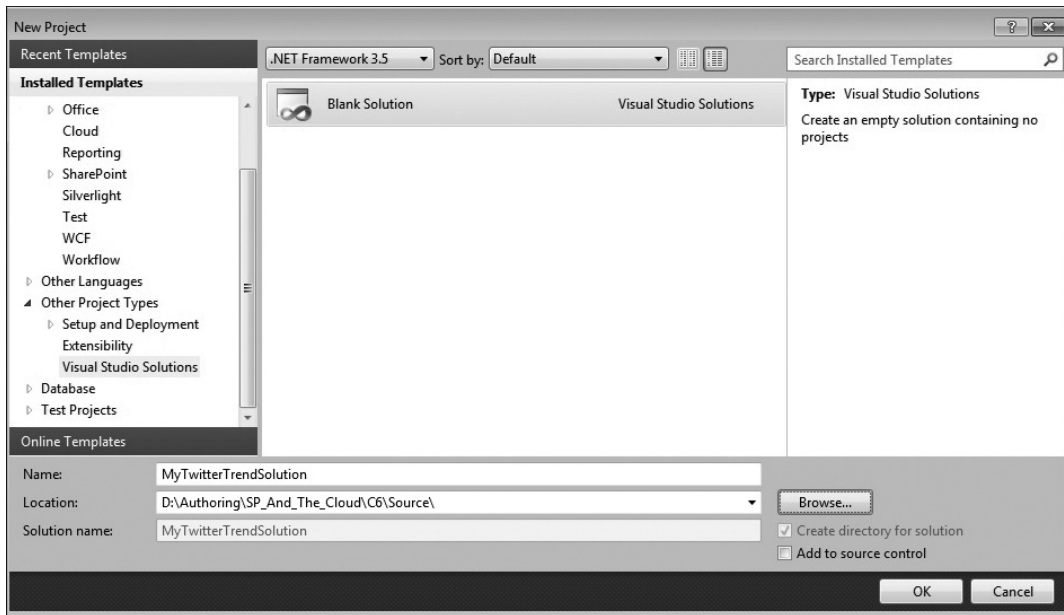 New Project
Recent Templates
.NET Framework 3.5
Sort by:
Default
Search Installed Templates
Installed Templates
Office
Cloud
Reporting
SharePoint
Silverlight
Test
WCF
Workflow
Other Languages
Other Project Types
Setup and Deployment
Extensibility
Visual Studio Solutions
Database
Test Projects
Online Templates
Blank Solution
Visual Studio Solutions
Type: Visual Studio Solutions
Create an empty solution containing no
projects
Name:
MyTwitterTrendSolution
Location:
D:\Authoring\SP_And_The_Cloud\C6\Source\
Browse...
Solution name:
MyTwitterTrendSolution
Create directory for solution
Add to source control
OK
Cancel